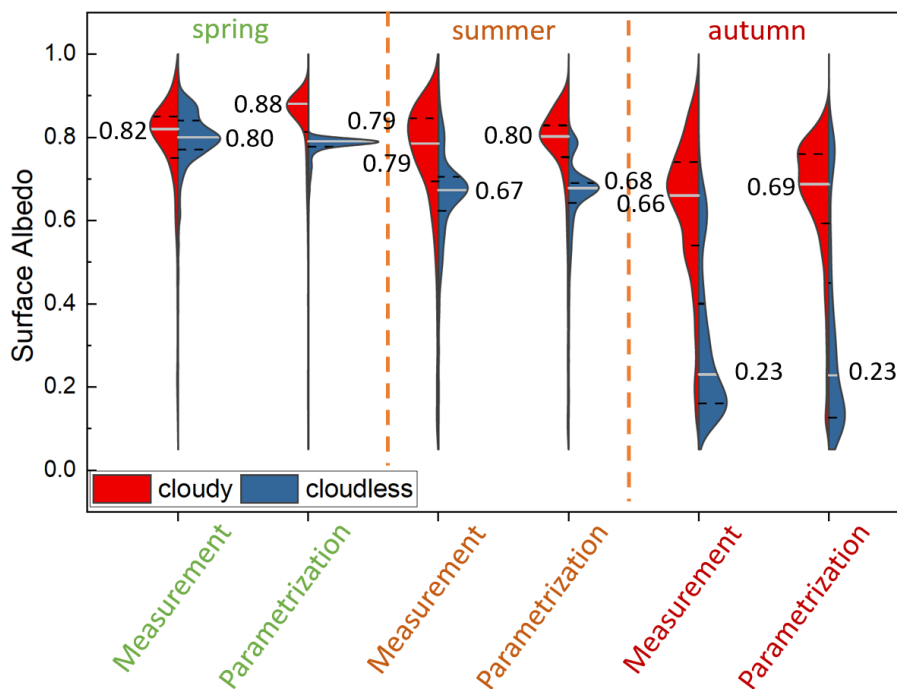 spring
summer
autumn
Surface Albedo
1.0
0.8
0.6
0.4
0.2
0.0
0.82
0.80
0.88
0.79
0.79
0.67
0.80
0.68
0.66
0.23
0.69
0.23
cloudy
cloudless
Measurement
Parametrization
Measurement
Parametrization
Measurement
Parametrization